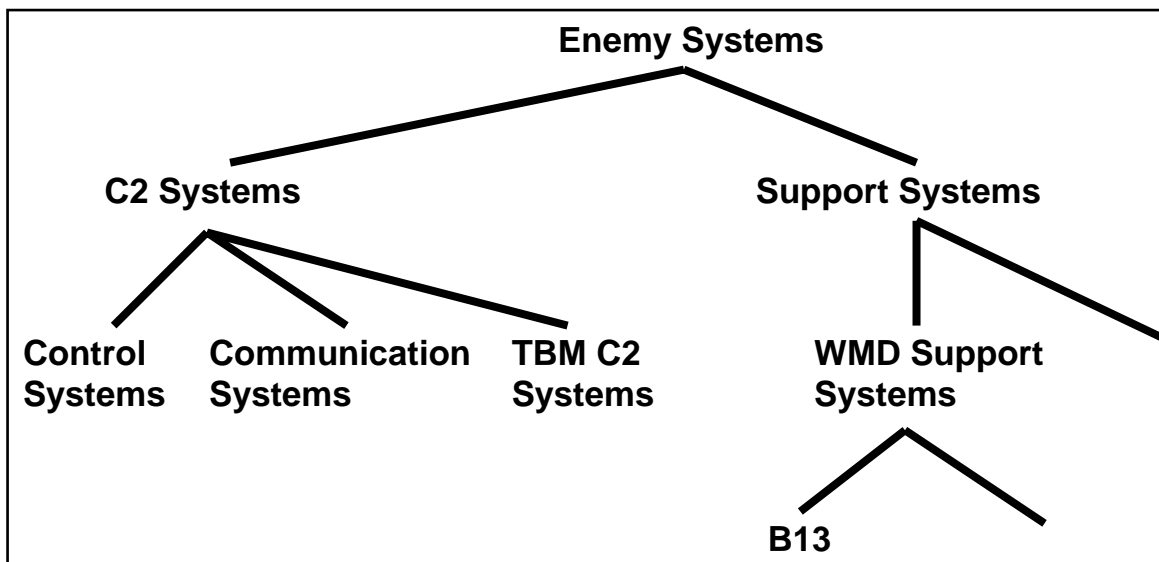 Enemy Systems
C2 Systems
Support Systems
Control
Systems
Communication
Systems
TBM C2
Systems
WMD Support
Systems
B13